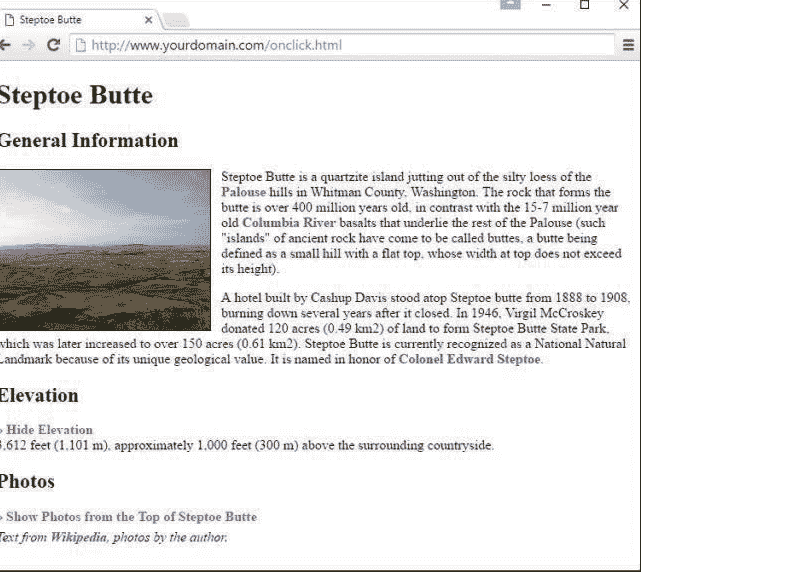 Steptoe Butte
http://www.yourdomain.com/onclick.html
Steptoe Butte
General Information
Steptoe Butte is a quartzite island jutting out of the silty loess of the
Palouse hills in Whitman County, Washington. The rock that forms the
butte is over 400 million years old, in contrast with the 15-7 million year
old Columbia River basalts that underlie the rest of the Palouse (such
"islands" of ancient rock have come to be called buttes, a butte being
defined as a small hill with a flat top, whose width at top does not exceed
its height).
A hotel built by Cashup Davis stood atop Steptoe butte from 1888 to 1908,
burning down several years after it closed. In 1946, Virgil McCroskey
donated 120 acres (0.49 km2) of land to form Steptoe Butte State Park,
which was later increased to over 150 acres (0.61 km2). Steptoe Butte is currently recognized as a National Natural
Landmark because of its unique geological value. It is named in honor of Colonel Edward Steptoe.
Elevation
» Hide Elevation
3,612 feet (1,101 m), approximately 1,000 feet (300 m) above the surrounding countryside.
Photos
» Show Photos from the Top of Steptoe Butte
Text from Wikipedia, photos by the author.